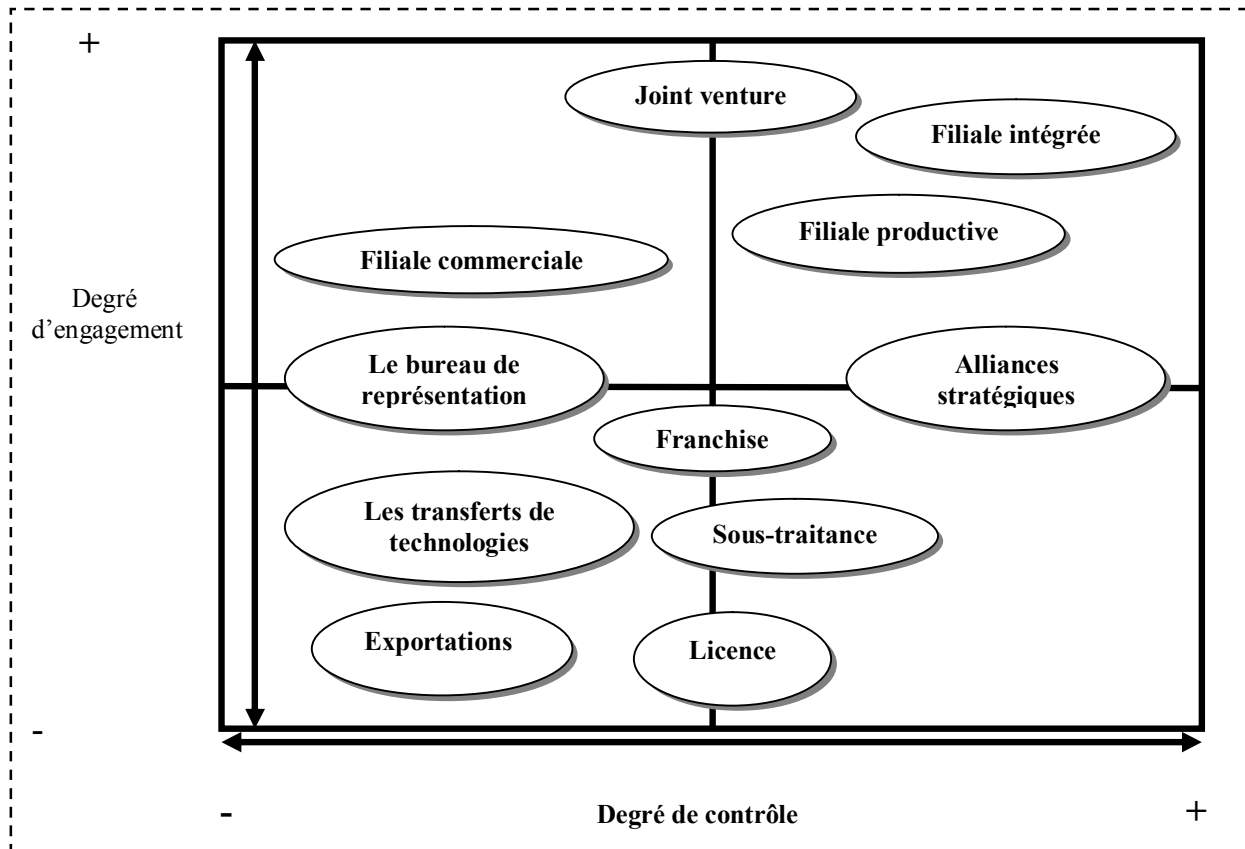 +
Joint venture
Filiale intégrée
Filiale productive
Filiale commerciale
Degré
d’engagement
Le bureau de
représentation
Alliances
stratégiques
Franchise
Les transferts de
technologies
Sous-traitance
Exportations
Licence
-
-
Degré de contrôle
+